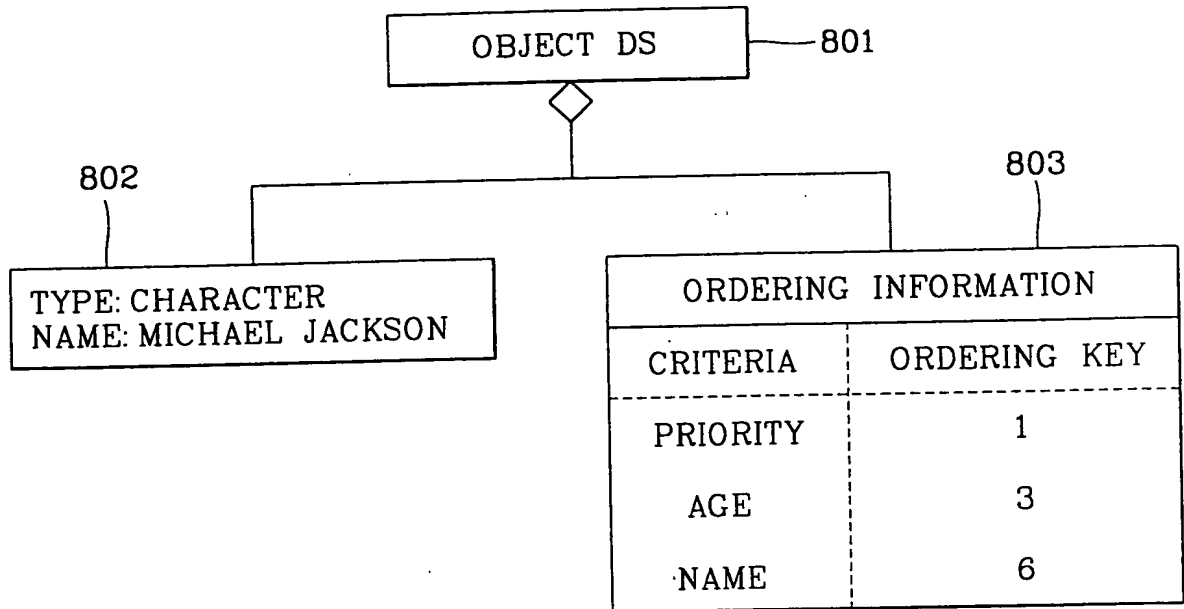 OBJECT DS
801
802
803
TYPE: CHARACTER
NAME: MICHAEL JACKSON
ORDERING INFORMATION
CRITERIA ORDERING KEY
PRIORITY 1
AGE 3
NAME 6